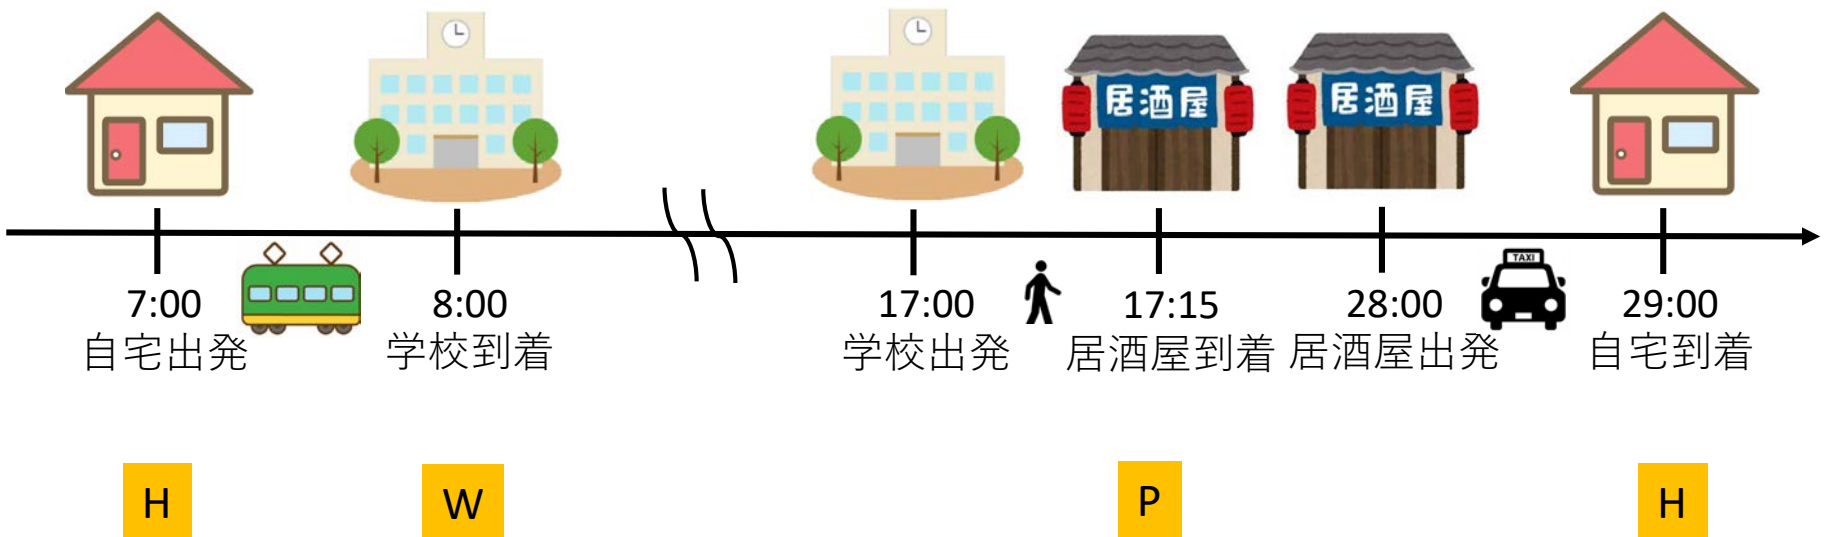 居酒屋
居酒屋
TAXI
7:00
自宅出発
8:00
学校到着
17:00
学校出発
17:15
居酒屋到着
28:00
居酒屋出発
29:00
自宅到着
H
W
P
H